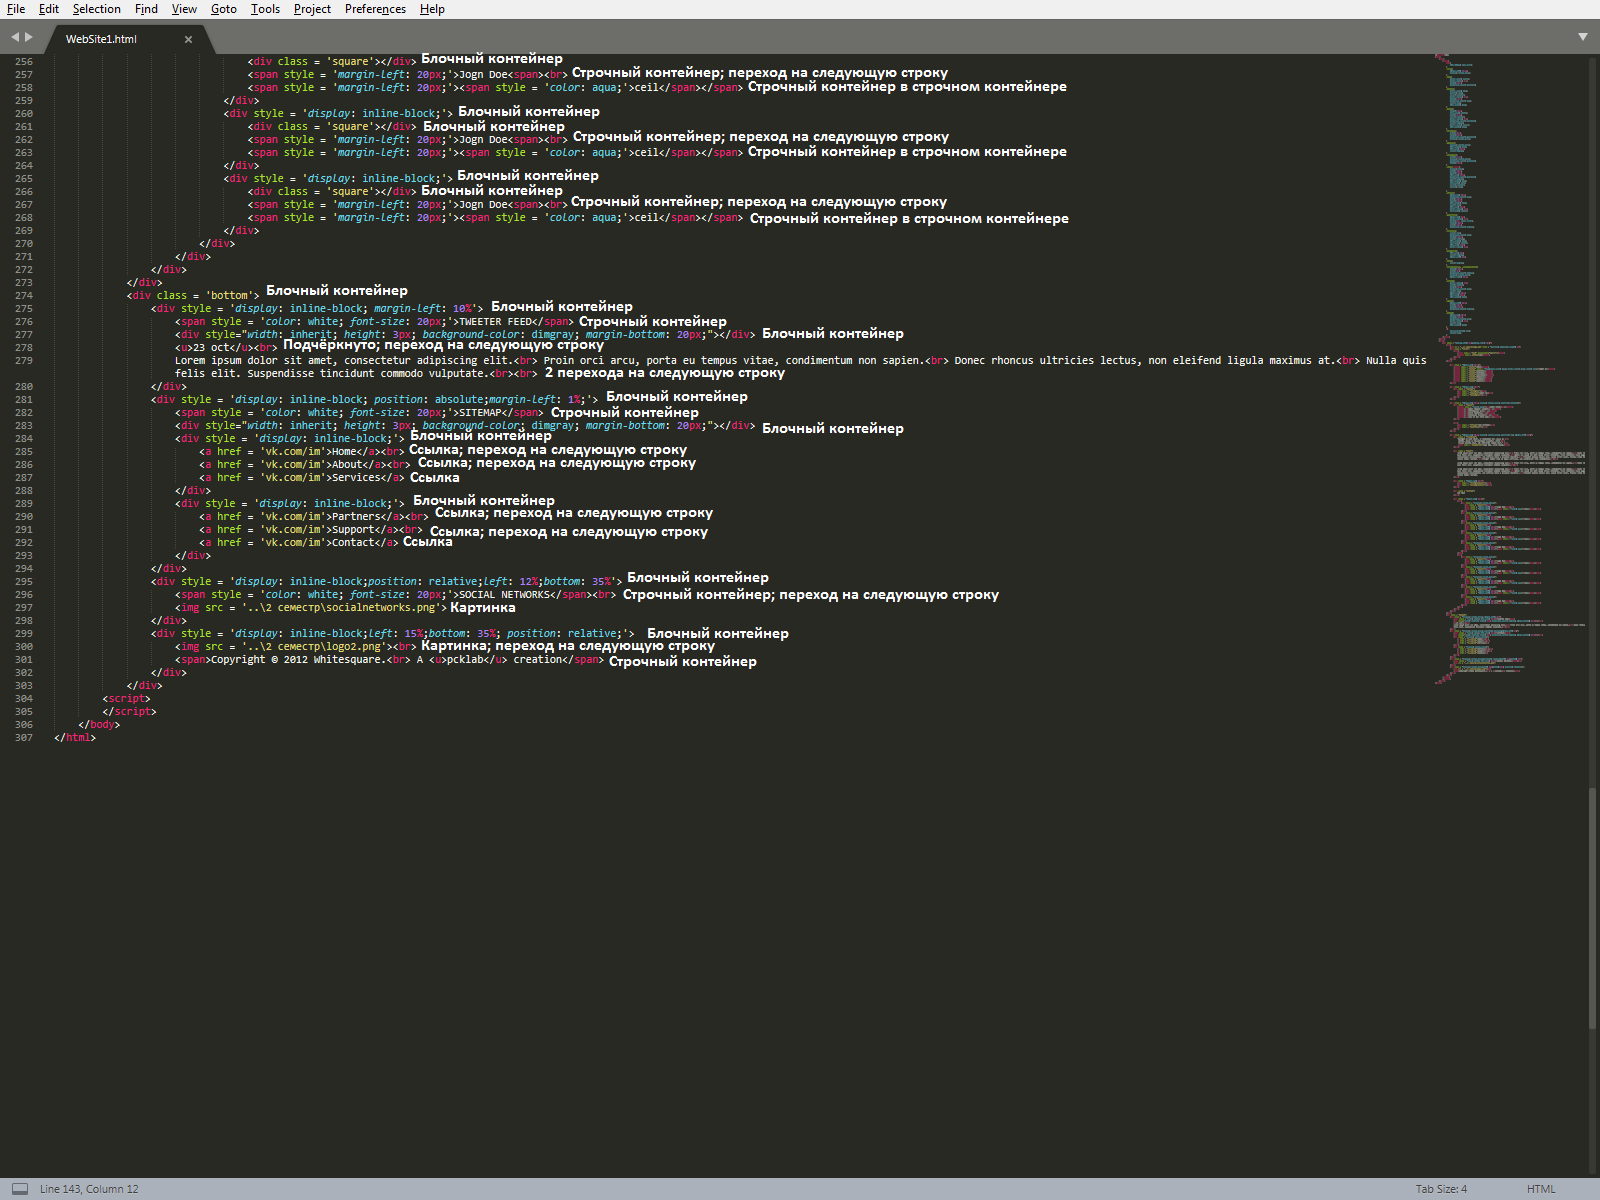 File Edit Selection Find View Goto Tools Project Preferences Help
WebSite1.html ×
256 <div class = 'square'></div> Блочный контейнер
257 <span style = 'margin-left: 20px;'>Jogn Doe<span><br> Строчный контейнер; переход на следующую строку
258 <span style = 'margin-left: 20px;'><span style = 'color: aqua;'>ceil</span></span> Строчный контейнер в строчном контейнере
259 </div>
260 <div style = 'display: inline-block;'> Блочный контейнер
261 <div class = 'square'></div> Блочный контейнер
262 <span style = 'margin-left: 20px;'>Jogn Doe<span><br> Строчный контейнер; переход на следующую строку
263 <span style = 'margin-left: 20px;'><span style = 'color: aqua;'>ceil</span></span> Строчный контейнер в строчном контейнере
264 </div>
265 <div style = 'display: inline-block;'> Блочный контейнер
266 <div class = 'square'></div> Блочный контейнер
267 <span style = 'margin-left: 20px;'>Jogn Doe<span><br> Строчный контейнер; переход на следующую строку
268 <span style = 'margin-left: 20px;'><span style = 'color: aqua;'>ceil</span></span> Строчный контейнер в строчном контейнере
269 </div>
270 </div>
271 </div>
272 </div>
273 </div>
274 <div class = 'bottom'> Блочный контейнер
275 <div style = 'display: inline-block; margin-left: 10%'> Блочный контейнер
276 <span style = 'color: white; font-size: 20px;'>TWEETER FEED</span> Строчный контейнер
277 <div style="width: inherit; height: 3px; background-color: dimgray; margin-bottom: 20px;"></div> Блочный контейнер
278 <u>23 oct</u><br> Подчёркнуто; переход на следующую строку
279 Lorem ipsum dolor sit amet, consectetur adipiscing elit.<br> Proin orci arcu, porta eu tempus vitae, condimentum non sapien.<br> Donec rhoncus ultricies lectus, non eleifend ligula maximus at.<br> Nulla quis
felis elit. Suspendisse tincidunt commodo vulputate.<br><br> 2 перехода на следующую строку
280 </div>
281 <div style = 'display: inline-block; position: absolute;margin-left: 1%;'> Блочный контейнер
282 <span style = 'color: white; font-size: 20px;'>SITEMAP</span> Строчный контейнер
283 <div style="width: inherit; height: 3px; background-color: dimgray; margin-bottom: 20px;"></div> Блочный контейнер
284 <div style = 'display: inline-block;'> Блочный контейнер
285 <a href = 'vk.com/im'>Home</a><br> Ссылка; переход на следующую строку
286 <a href = 'vk.com/im'>About</a><br> Ссылка; переход на следующую строку
287 <a href = 'vk.com/im'>Services</a> Ссылка
288 </div>
289 <div style = 'display: inline-block;'> Блочный контейнер
290 <a href = 'vk.com/im'>Partners</a><br> Ссылка; переход на следующую строку
291 <a href = 'vk.com/im'>Support</a><br> Ссылка; переход на следующую строку
292 <a href = 'vk.com/im'>Contact</a> Ссылка
293 </div>
294 </div>
295 <div style = 'display: inline-block;position: relative;left: 12%;bottom: 35%'> Блочный контейнер
296 <span style = 'color: white; font-size: 20px;'>SOCIAL NETWORKS</span><br> Строчный контейнер; переход на следующую строку
297 <img src = '..\2 семестр\socialnetworks.png'> Картинка
298 </div>
299 <div style = 'display: inline-block;left: 15%;bottom: 35%; position: relative;'> Блочный контейнер
300 <img src = '..\2 семестр\logo2.png'><br> Картинка; переход на следующую строку
301 <span>Copyright © 2012 Whitesquare.<br> A <u>pcklab</u> creation</span> Строчный контейнер
302 </div>
303 </div>
304 <script>
305 </script>
306 </body>
307 </html>
Line 143, Column 12 Tab Size: 4 HTML